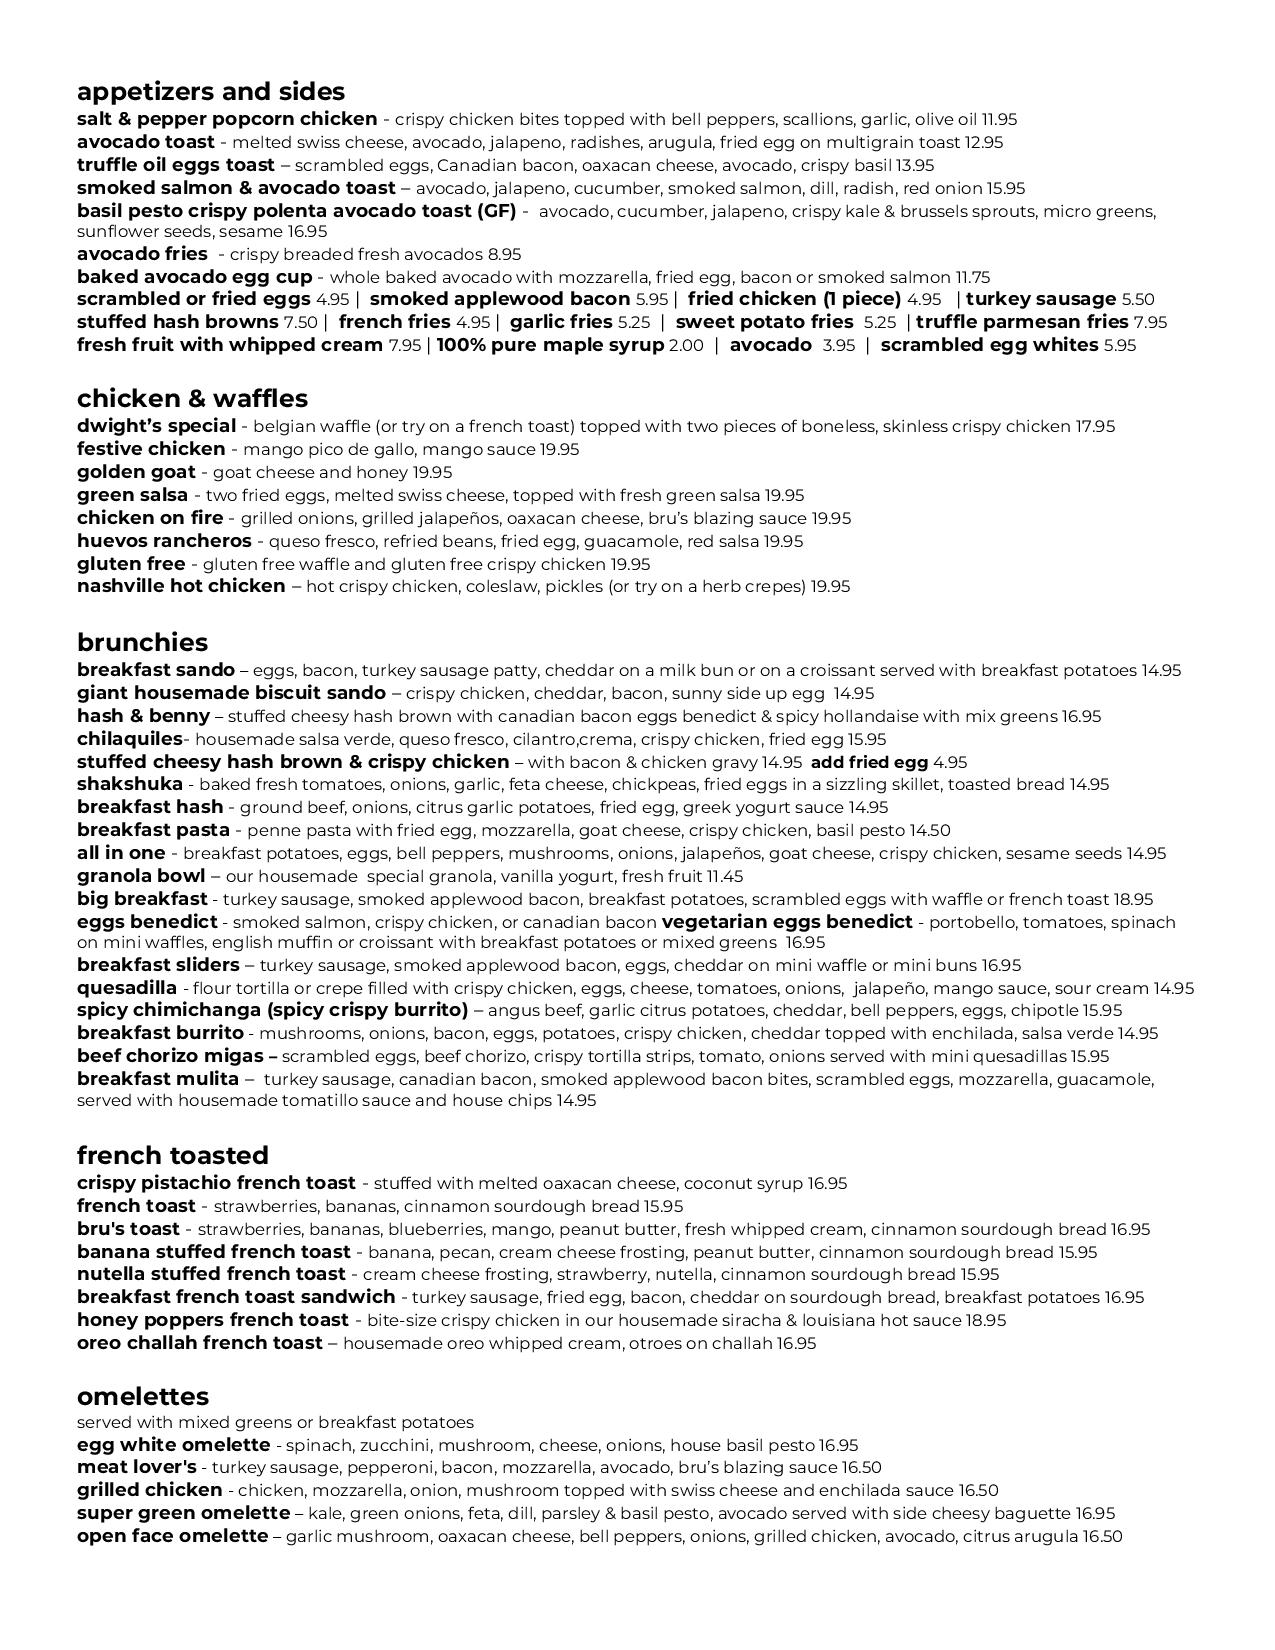 appetizers and sides
salt & pepper popcorn chicken - crispy chicken bites topped with bell peppers, scallions, garlic, olive oil 11.95
avocado toast - melted swiss cheese, avocado, jalapeno, radishes, arugula, fried egg on multigrain toast 12.95
truffle oil eggs toast – scrambled eggs, Canadian bacon, oaxacan cheese, avocado, crispy basil 13.95
smoked salmon & avocado toast – avocado, jalapeno, cucumber, smoked salmon, dill, radish, red onion 15.95
basil pesto crispy polenta avocado toast (GF) - avocado, cucumber, jalapeno, crispy kale & brussels sprouts, micro greens,
sunflower seeds, sesame 16.95
avocado fries - crispy breaded fresh avocados 8.95
baked avocado egg cup - whole baked avocado with mozzarella, fried egg, bacon or smoked salmon 11.75
scrambled or fried eggs 4.95 | smoked applewood bacon 5.95 | fried chicken (1 piece) 4.95 | turkey sausage 5.50
stuffed hash browns 7.50 | french fries 4.95 | garlic fries 5.25 | sweet potato fries 5.25 | truffle parmesan fries 7.95
fresh fruit with whipped cream 7.95 | 100% pure maple syrup 2.00 | avocado 3.95 | scrambled egg whites 5.95
chicken & waffles
dwight’s special - belgian waffle (or try on a french toast) topped with two pieces of boneless, skinless crispy chicken 17.95
festive chicken - mango pico de gallo, mango sauce 19.95
golden goat - goat cheese and honey 19.95
green salsa - two fried eggs, melted swiss cheese, topped with fresh green salsa 19.95
chicken on fire - grilled onions, grilled jalapeños, oaxacan cheese, bru’s blazing sauce 19.95
huevos rancheros - queso fresco, refried beans, fried egg, guacamole, red salsa 19.95
gluten free - gluten free waffle and gluten free crispy chicken 19.95
nashville hot chicken – hot crispy chicken, coleslaw, pickles (or try on a herb crepes) 19.95
brunchies
breakfast sando – eggs, bacon, turkey sausage patty, cheddar on a milk bun or on a croissant served with breakfast potatoes 14.95
giant housemade biscuit sando – crispy chicken, cheddar, bacon, sunny side up egg 14.95
hash & benny – stuffed cheesy hash brown with canadian bacon eggs benedict & spicy hollandaise with mix greens 16.95
chilaquiles- housemade salsa verde, queso fresco, cilantro,crema, crispy chicken, fried egg 15.95
stuffed cheesy hash brown & crispy chicken – with bacon & chicken gravy 14.95 add fried egg 4.95
shakshuka - baked fresh tomatoes, onions, garlic, feta cheese, chickpeas, fried eggs in a sizzling skillet, toasted bread 14.95
breakfast hash - ground beef, onions, citrus garlic potatoes, fried egg, greek yogurt sauce 14.95
breakfast pasta - penne pasta with fried egg, mozzarella, goat cheese, crispy chicken, basil pesto 14.50
all in one - breakfast potatoes, eggs, bell peppers, mushrooms, onions, jalapeños, goat cheese, crispy chicken, sesame seeds 14.95
granola bowl – our housemade special granola, vanilla yogurt, fresh fruit 11.45
big breakfast - turkey sausage, smoked applewood bacon, breakfast potatoes, scrambled eggs with waffle or french toast 18.95
eggs benedict - smoked salmon, crispy chicken, or canadian bacon vegetarian eggs benedict - portobello, tomatoes, spinach
on mini waffles, english muffin or croissant with breakfast potatoes or mixed greens 16.95
breakfast sliders – turkey sausage, smoked applewood bacon, eggs, cheddar on mini waffle or mini buns 16.95
quesadilla - flour tortilla or crepe filled with crispy chicken, eggs, cheese, tomatoes, onions, jalapeño, mango sauce, sour cream 14.95
spicy chimichanga (spicy crispy burrito) – angus beef, garlic citrus potatoes, cheddar, bell peppers, eggs, chipotle 15.95
breakfast burrito - mushrooms, onions, bacon, eggs, potatoes, crispy chicken, cheddar topped with enchilada, salsa verde 14.95
beef chorizo migas – scrambled eggs, beef chorizo, crispy tortilla strips, tomato, onions served with mini quesadillas 15.95
breakfast mulita – turkey sausage, canadian bacon, smoked applewood bacon bites, scrambled eggs, mozzarella, guacamole,
served with housemade tomatillo sauce and house chips 14.95
french toasted
crispy pistachio french toast - stuffed with melted oaxacan cheese, coconut syrup 16.95
french toast - strawberries, bananas, cinnamon sourdough bread 15.95
bru's toast - strawberries, bananas, blueberries, mango, peanut butter, fresh whipped cream, cinnamon sourdough bread 16.95
banana stuffed french toast - banana, pecan, cream cheese frosting, peanut butter, cinnamon sourdough bread 15.95
nutella stuffed french toast - cream cheese frosting, strawberry, nutella, cinnamon sourdough bread 15.95
breakfast french toast sandwich - turkey sausage, fried egg, bacon, cheddar on sourdough bread, breakfast potatoes 16.95
honey poppers french toast - bite-size crispy chicken in our housemade siracha & louisiana hot sauce 18.95
oreo challah french toast – housemade oreo whipped cream, otroes on challah 16.95
omelettes
served with mixed greens or breakfast potatoes
egg white omelette - spinach, zucchini, mushroom, cheese, onions, house basil pesto 16.95
meat lover's - turkey sausage, pepperoni, bacon, mozzarella, avocado, bru’s blazing sauce 16.50
grilled chicken - chicken, mozzarella, onion, mushroom topped with swiss cheese and enchilada sauce 16.50
super green omelette – kale, green onions, feta, dill, parsley & basil pesto, avocado served with side cheesy baguette 16.95
open face omelette – garlic mushroom, oaxacan cheese, bell peppers, onions, grilled chicken, avocado, citrus arugula 16.50